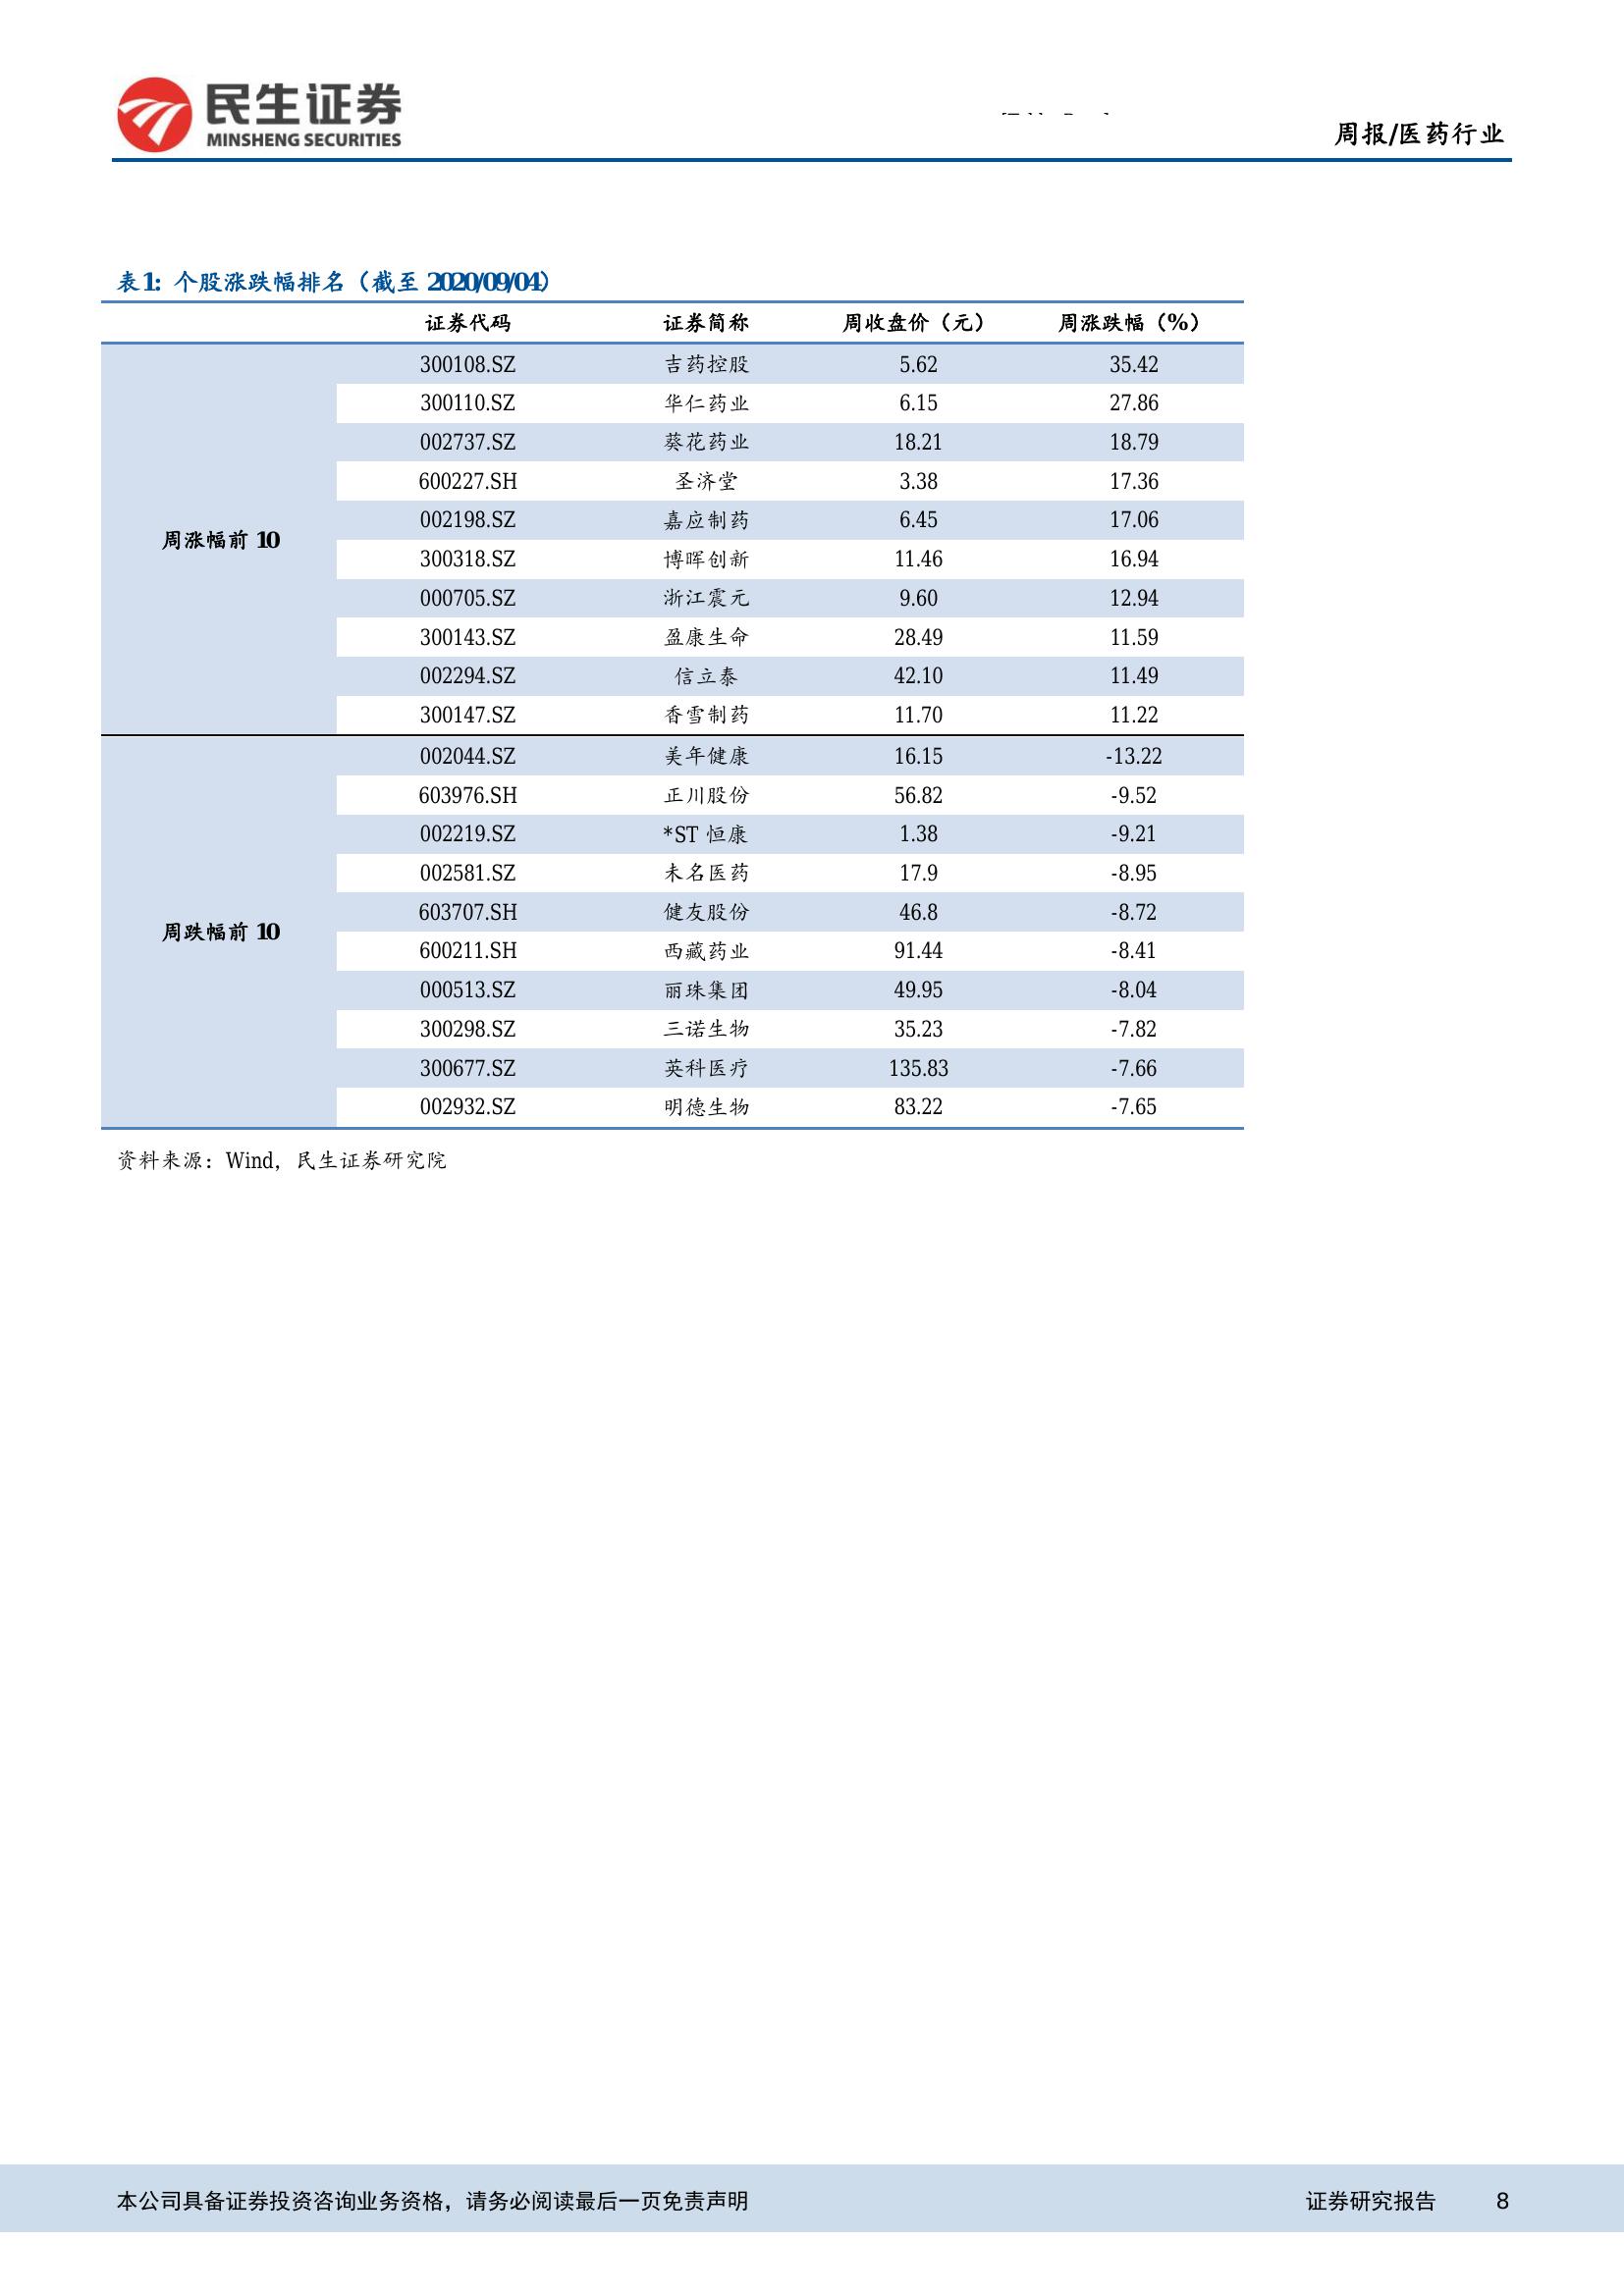 民生证券
MINSHENG SECURITIES
周报/医药行业
表1: 个股涨跌幅排名（截至 2020/09/04）
证券代码 证券简称 周收盘价（元） 周涨跌幅（%）
周涨幅前 10
300108.SZ 吉药控股 5.62 35.42
300110.SZ 华仁药业 6.15 27.86
002737.SZ 葵花药业 18.21 18.79
600227.SH 圣济堂 3.38 17.36
002198.SZ 嘉应制药 6.45 17.06
300318.SZ 博晖创新 11.46 16.94
000705.SZ 浙江震元 9.60 12.94
300143.SZ 盈康生命 28.49 11.59
002294.SZ 信立泰 42.10 11.49
300147.SZ 香雪制药 11.70 11.22
周跌幅前 10
002044.SZ 美年健康 16.15 -13.22
603976.SH 正川股份 56.82 -9.52
002219.SZ *ST 恒康 1.38 -9.21
002581.SZ 未名医药 17.9 -8.95
603707.SH 健友股份 46.8 -8.72
600211.SH 西藏药业 91.44 -8.41
000513.SZ 丽珠集团 49.95 -8.04
300298.SZ 三诺生物 35.23 -7.82
300677.SZ 英科医疗 135.83 -7.66
002932.SZ 明德生物 83.22 -7.65
资料来源：Wind，民生证券研究院
本公司具备证券投资咨询业务资格，请务必阅读最后一页免责声明 证券研究报告 8